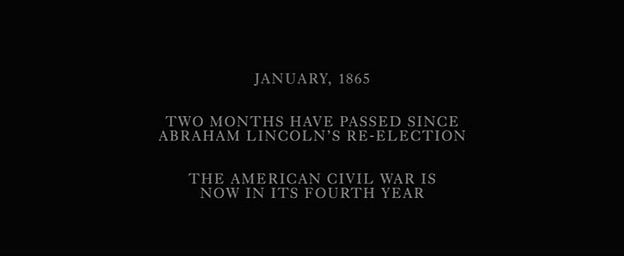 JANUARY, 1865
TWO MONTHS HAVE PASSED SINCE
ABRAHAM LINCOLN'S RE-ELECTION
THE AMERICAN CIVIL WAR IS
NOW IN ITS FOURTH YEAR